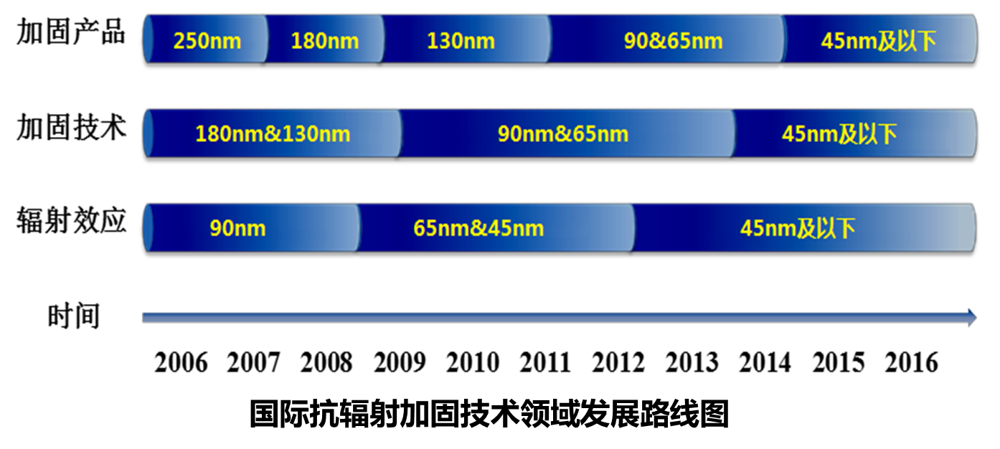 加固产品 250nm 180nm 130nm 90&65nm 45nm及以下
加固技术 180nm&130nm 90nm&65nm 45nm及以下
辐射效应 90nm 65nm&45nm 45nm及以下
时间
2006 2007 2008 2009 2010 2011 2012 2013 2014 2015 2016
国际抗辐射加固技术领域发展路线图